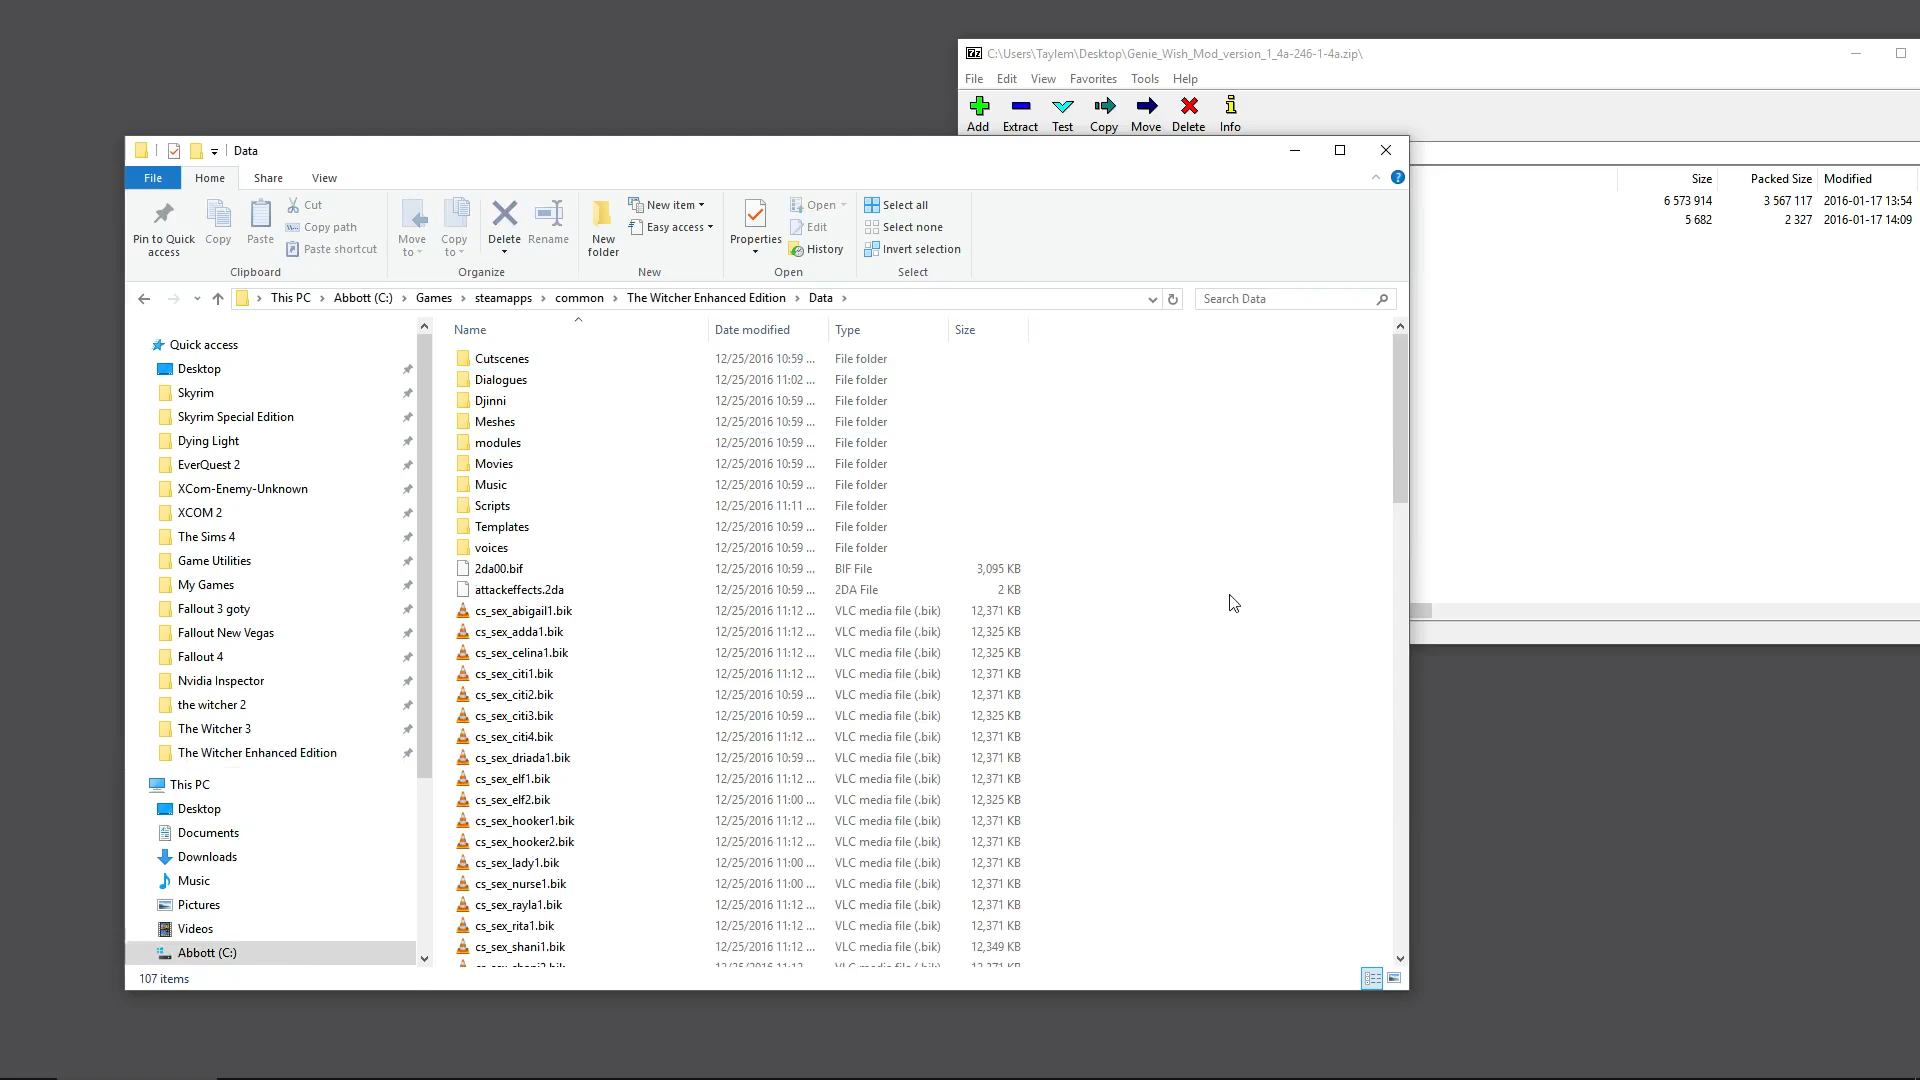 C:\Users\Taylem\Desktop\Genie_Wish_Mod_version_1_4a-246-1-4a.zip\
File Edit View Favorites Tools Help
Add Extract Test Copy Move Delete Info
Size Packed Size Modified
6 573 914 3 567 117 2016-01-17 13:54
5 682 2 327 2016-01-17 14:09
Data
File Home Share View
Pin to Quick access
Copy
Paste
Cut
Copy path
Paste shortcut
Clipboard
Move to
Copy to
Delete
Rename
Organize
New folder
New item
Easy access
New
Properties
Open
Edit
History
Open
Select all
Select none
Invert selection
Select
This PC Abbott (C:) Games steamapps common The Witcher Enhanced Edition Data
Search Data
Quick access
Desktop
Skyrim
Skyrim Special Edition
Dying Light
EverQuest 2
XCom-Enemy-Unknown
XCOM 2
The Sims 4
Game Utilities
My Games
Fallout 3 goty
Fallout New Vegas
Fallout 4
Nvidia Inspector
the witcher 2
The Witcher 3
The Witcher Enhanced Edition
This PC
Desktop
Documents
Downloads
Music
Pictures
Videos
Abbott (C:)
Name Date modified Type Size
Cutscenes 12/25/2016 10:59 ... File folder
Dialogues 12/25/2016 11:02 ... File folder
Djinni 12/25/2016 10:59 ... File folder
Meshes 12/25/2016 10:59 ... File folder
modules 12/25/2016 10:59 ... File folder
Movies 12/25/2016 10:59 ... File folder
Music 12/25/2016 10:59 ... File folder
Scripts 12/25/2016 11:11 ... File folder
Templates 12/25/2016 10:59 ... File folder
voices 12/25/2016 10:59 ... File folder
2da00.bif 12/25/2016 10:59 ... BIF File 3,095 KB
attackeffects.2da 12/25/2016 10:59 ... 2DA File 2 KB
cs_sex_abigail1.bik 12/25/2016 11:12 ... VLC media file (.bik) 12,371 KB
cs_sex_adda1.bik 12/25/2016 11:12 ... VLC media file (.bik) 12,325 KB
cs_sex_celina1.bik 12/25/2016 11:12 ... VLC media file (.bik) 12,325 KB
cs_sex_citi1.bik 12/25/2016 11:12 ... VLC media file (.bik) 12,371 KB
cs_sex_citi2.bik 12/25/2016 10:59 ... VLC media file (.bik) 12,371 KB
cs_sex_citi3.bik 12/25/2016 10:59 ... VLC media file (.bik) 12,325 KB
cs_sex_citi4.bik 12/25/2016 11:12 ... VLC media file (.bik) 12,371 KB
cs_sex_driada1.bik 12/25/2016 10:59 ... VLC media file (.bik) 12,371 KB
cs_sex_elf1.bik 12/25/2016 11:12 ... VLC media file (.bik) 12,371 KB
cs_sex_elf2.bik 12/25/2016 11:00 ... VLC media file (.bik) 12,325 KB
cs_sex_hooker1.bik 12/25/2016 11:12 ... VLC media file (.bik) 12,371 KB
cs_sex_hooker2.bik 12/25/2016 11:12 ... VLC media file (.bik) 12,371 KB
cs_sex_lady1.bik 12/25/2016 11:00 ... VLC media file (.bik) 12,371 KB
cs_sex_nurse1.bik 12/25/2016 11:00 ... VLC media file (.bik) 12,371 KB
cs_sex_rayla1.bik 12/25/2016 11:12 ... VLC media file (.bik) 12,371 KB
cs_sex_rita1.bik 12/25/2016 11:12 ... VLC media file (.bik) 12,371 KB
cs_sex_shani1.bik 12/25/2016 11:12 ... VLC media file (.bik) 12,349 KB
107 items